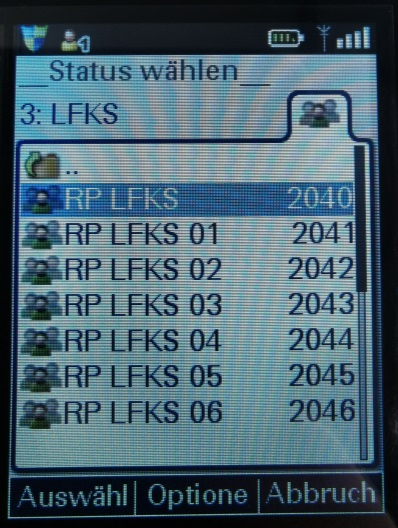 1
__Status wählen__
3: LFKS
..
RP LFKS 2040
RP LFKS 01 2041
RP LFKS 02 2042
RP LFKS 03 2043
RP LFKS 04 2044
RP LFKS 05 2045
RP LFKS 06 2046
Auswähl Optione Abbruch